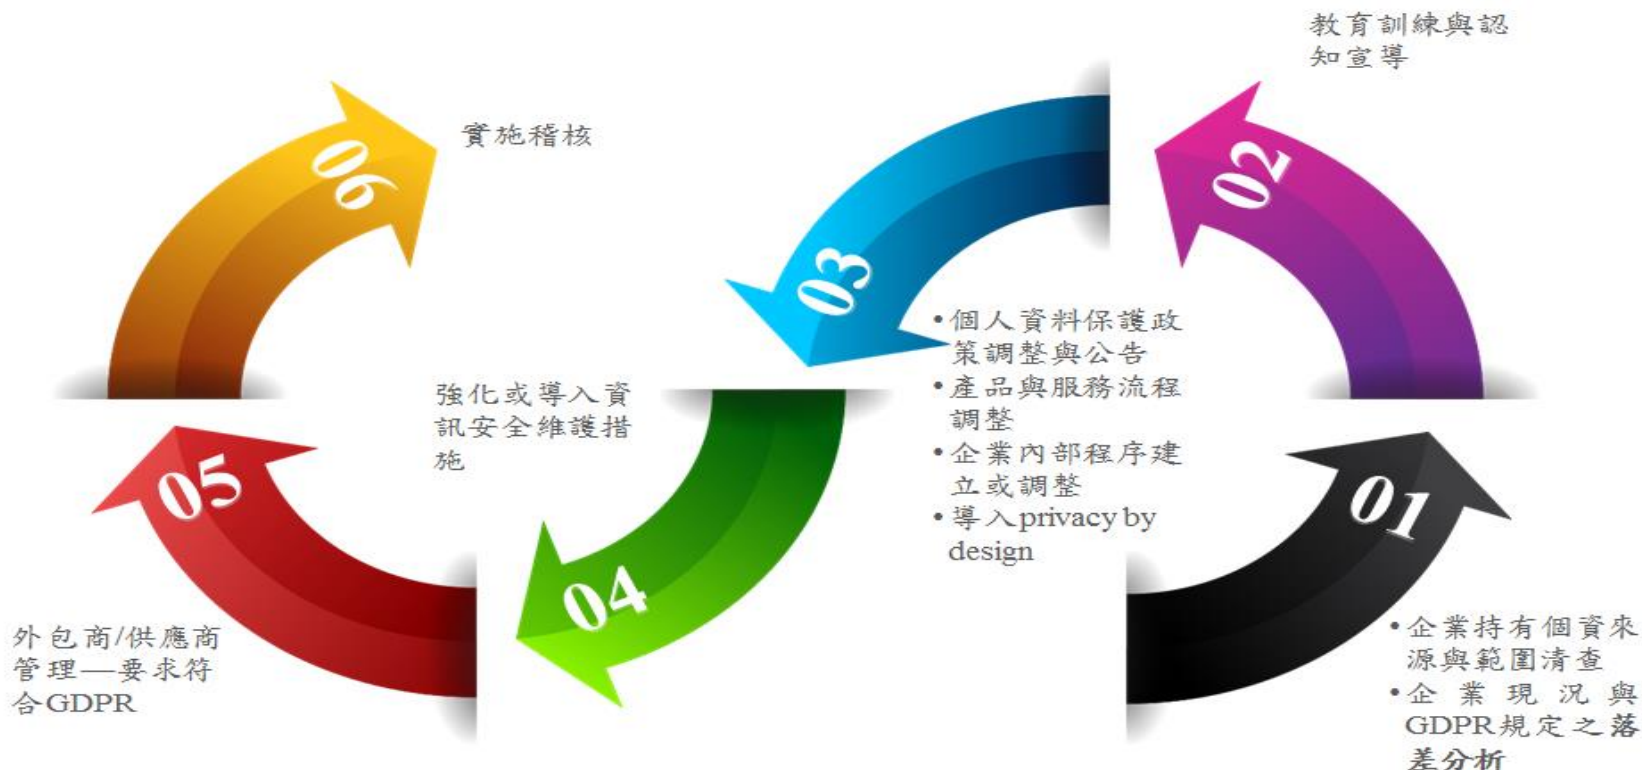 教育訓練與認
知宣導
02
實施稽核
06
03
• 個人資料保護政
策調整與公告
• 產品與服務流程
調整
• 企業內部程序建
立或調整
• 導入privacy by
design
強化或導入資
訊安全維護措
施
04
05
外包商/供應商
管理—要求符
合GDPR
01
• 企業持有個資來
源與範圍清查
• 企業現況與
GDPR規定之落
差分析